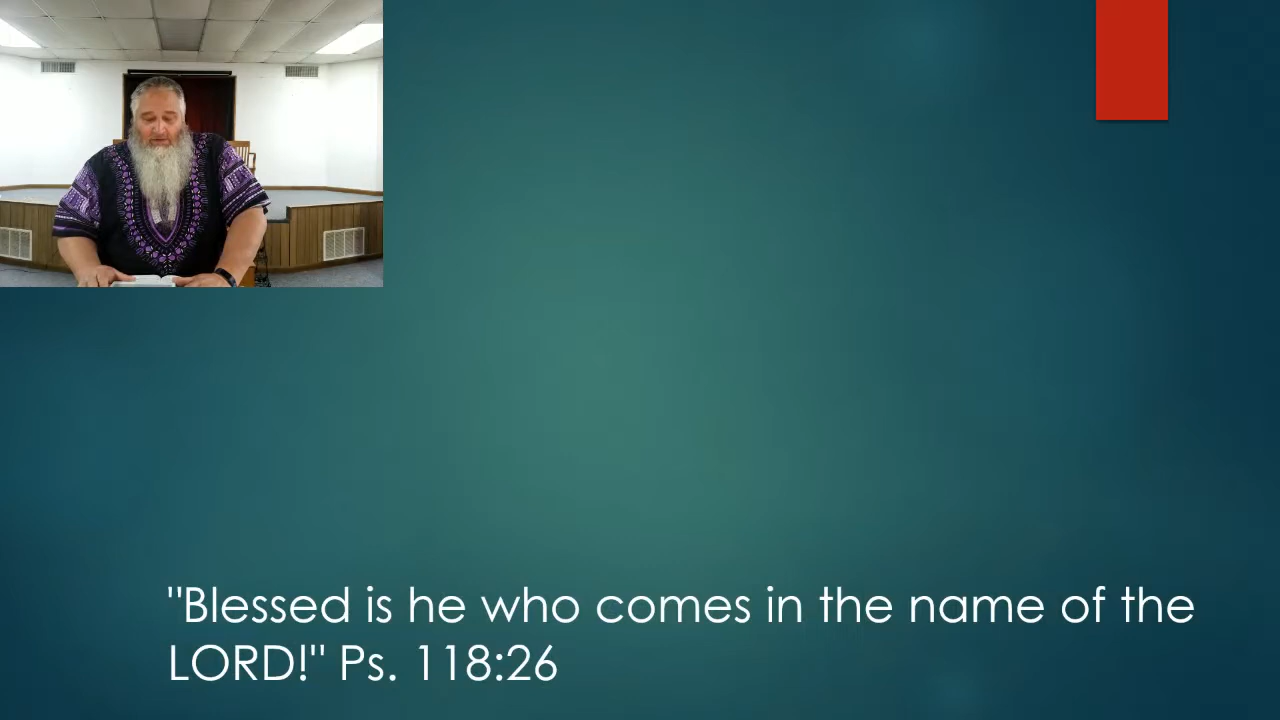 "Blessed is he who comes in the name of the
LORD!" Ps. 118:26